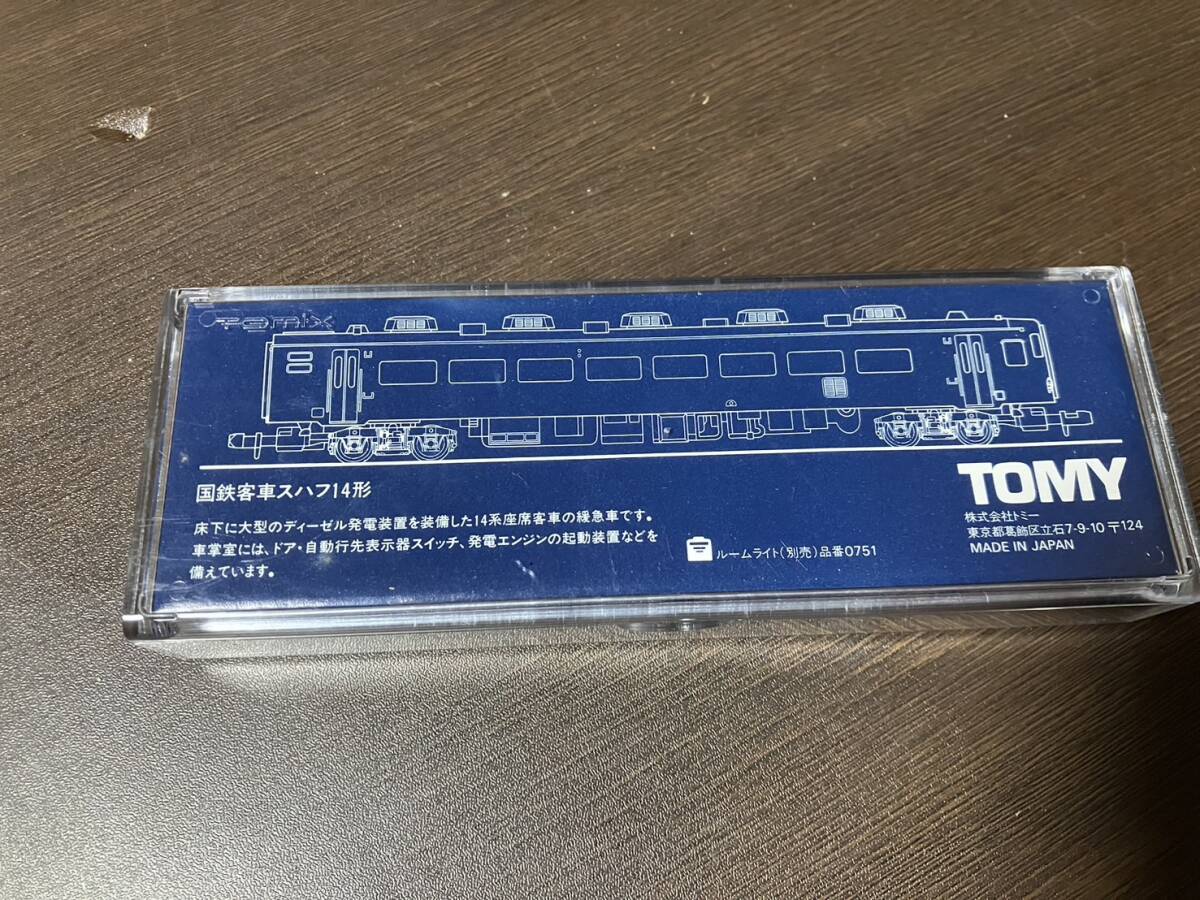 TOMIX
国鉄客車スハフ14形
床下に大型のディーゼル発電装置を装備した14系座席客車の緩急車です。
車掌室には、ドア・自動行先表示器スイッチ、発電エンジンの起動装置などを
備えています。
ルームライト(別売)品番0751
TOMY
株式会社トミー
東京都葛飾区立石7-9-10 〒124
MADE IN JAPAN